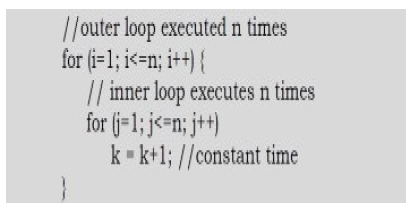 //outer loop executed n times
for (i=1; i<=n; i++) {
// inner loop executes n times
for (j=1; j<=n; j++)
k = k+1; //constant time
}